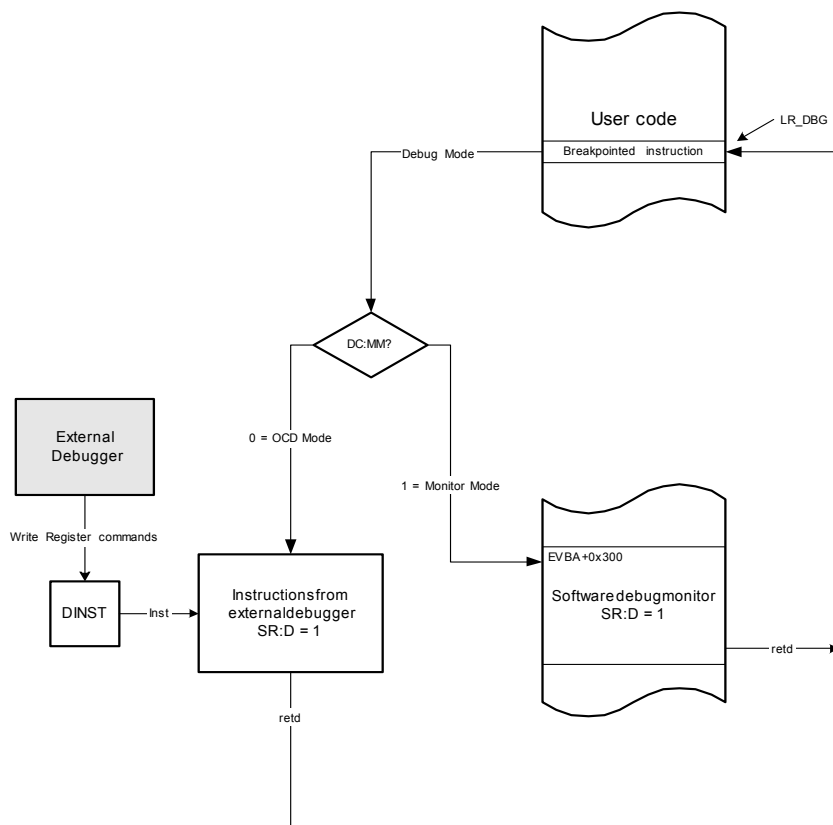 User code
LR_DBG
Breakpointed instruction
Debug Mode
DC:MM?
0 = OCD Mode
1 = Monitor Mode
External
Debugger
Write Register commands
DINST
Inst
Instructionsfrom
externaldebugger
SR:D = 1
retd
EVBA+0x300
Softwaredebugmonitor
SR:D = 1
retd